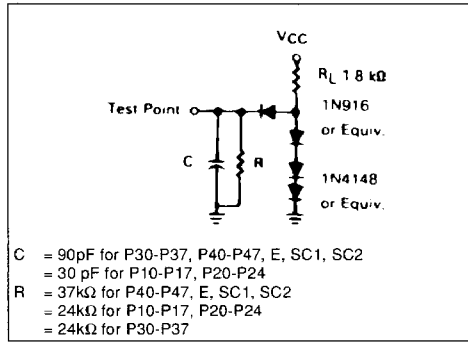 VCC
RL 1 8 kΩ
1N916
or Equiv.
Test Point
C
R
1N4148
or Equiv.
C = 90pF for P30-P37, P40-P47, E, SC1, SC2
= 30 pF for P10-P17, P20-P24
R = 37kΩ for P40-P47, E, SC1, SC2
= 24kΩ for P10-P17, P20-P24
= 24kΩ for P30-P37